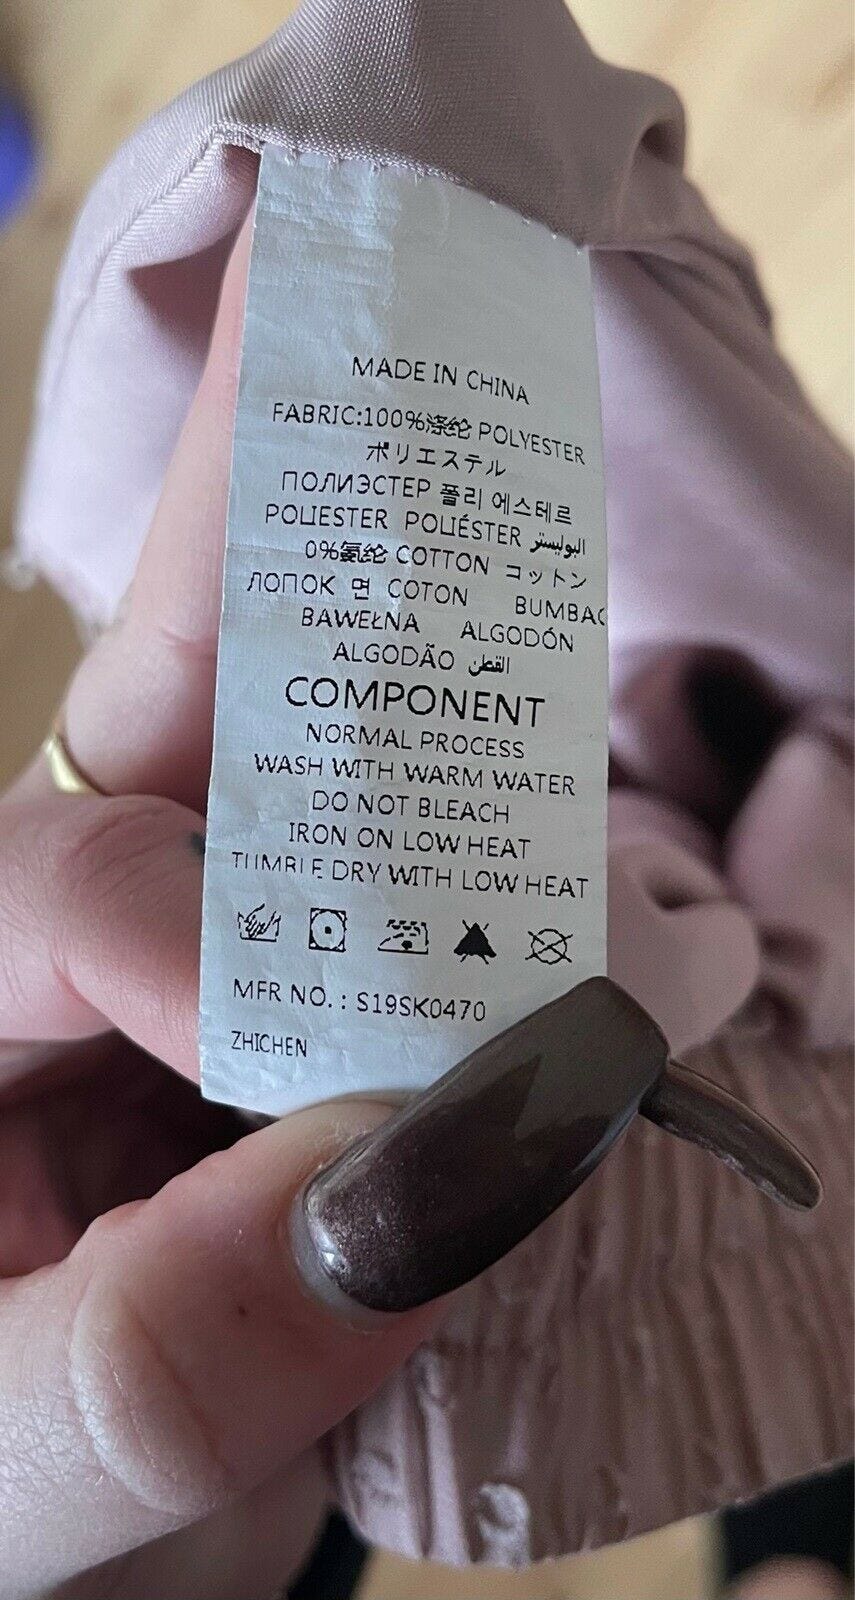 MADE IN CHINA
FABRIC:100%涤纶 POLYESTER
ポリエステル
ПОЛИЭСТЕР 폴리 에스테르
POLIESTER POLIÉSTER البوليستر
0%氨纶 COTTON コットン
ЛОПОК 면 COTON BUMBAC
BAWEŁNA ALGODÓN
ALGODÃO القطن
COMPONENT
NORMAL PROCESS
WASH WITH WARM WATER
DO NOT BLEACH
IRON ON LOW HEAT
TUMBLE DRY WITH LOW HEAT
MFR NO. : S19SK0470
ZHICHEN